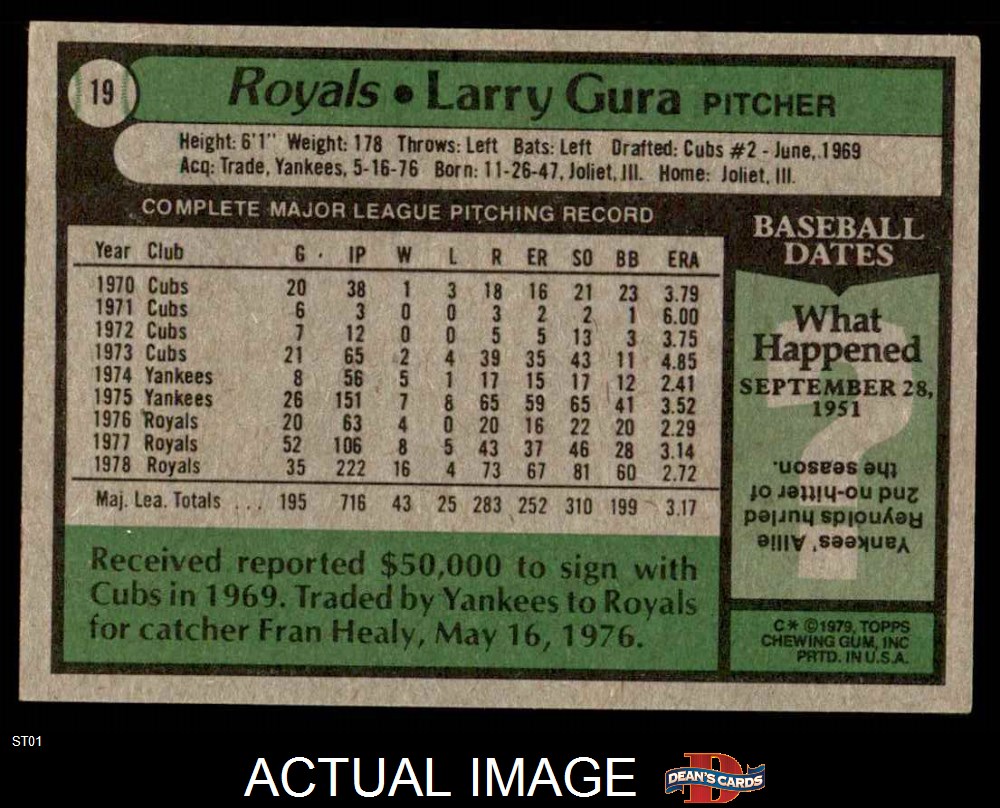 19
Royals • Larry Gura PITCHER
Height: 6'1" Weight: 178 Throws: Left Bats: Left Drafted: Cubs #2 - June, 1969
Acq: Trade, Yankees, 5-16-76 Born: 11-26-47, Joliet, Ill. Home: Joliet, Ill.
COMPLETE MAJOR LEAGUE PITCHING RECORD
Year Club G IP W L R ER SO BB ERA
1970 Cubs 20 38 1 3 18 16 21 23 3.79
1971 Cubs 6 3 0 0 3 2 2 1 6.00
1972 Cubs 7 12 0 0 5 5 13 3 3.75
1973 Cubs 21 65 2 4 39 35 43 11 4.85
1974 Yankees 8 56 5 1 17 15 17 12 2.41
1975 Yankees 26 151 7 8 65 59 65 41 3.52
1976 Royals 20 63 4 0 20 16 22 20 2.29
1977 Royals 52 106 8 5 43 37 46 28 3.14
1978 Royals 35 222 16 4 73 67 81 60 2.72
Maj. Lea. Totals ... 195 716 43 25 283 252 310 199 3.17
Received reported $50,000 to sign with
Cubs in 1969. Traded by Yankees to Royals
for catcher Fran Healy, May 16, 1976.
BASEBALL
DATES
What
Happened
SEPTEMBER 28,
1951
?
Yankees' Allie
Reynolds hurled
2nd no-hitter of
the season.
C* ©1979, TOPPS
CHEWING GUM, INC
PRTD. IN U.S.A.
ST01
ACTUAL IMAGE
DEAN'S CARDS